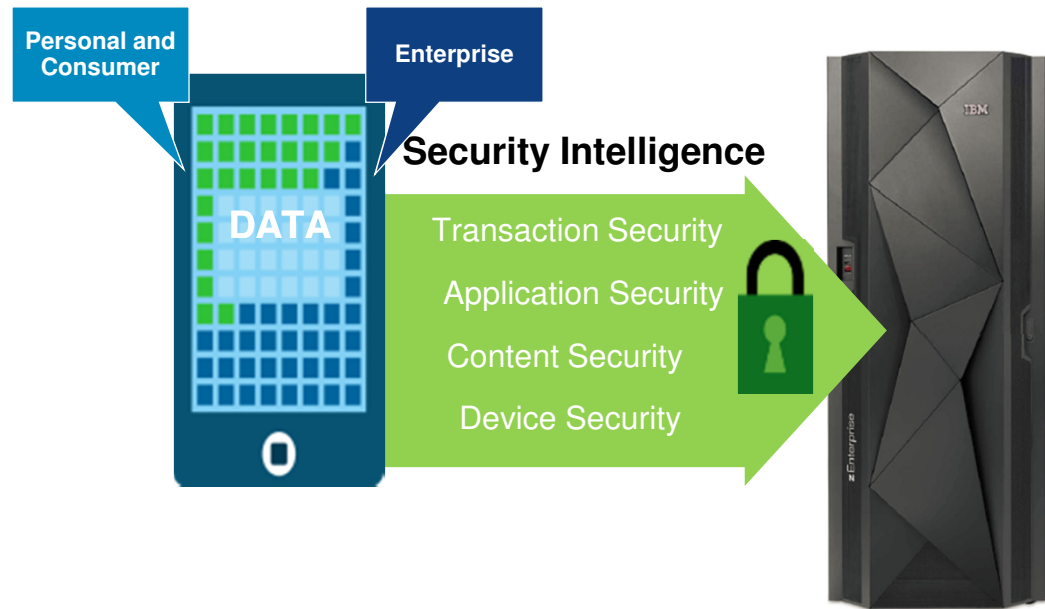 Personal and
Consumer
Enterprise
Security Intelligence
IBM
DATA
Transaction Security
Application Security
Content Security
Device Security
zEnterprise